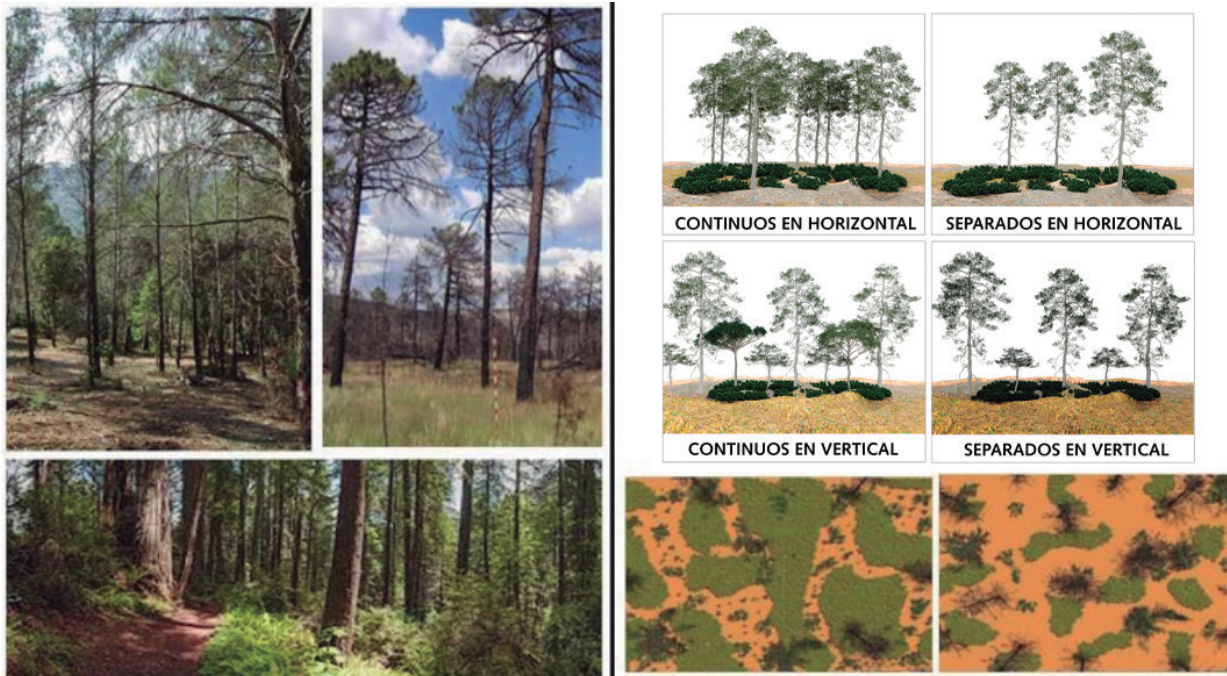 CONTINUOS EN HORIZONTAL
SEPARADOS EN HORIZONTAL
CONTINUOS EN VERTICAL
SEPARADOS EN VERTICAL